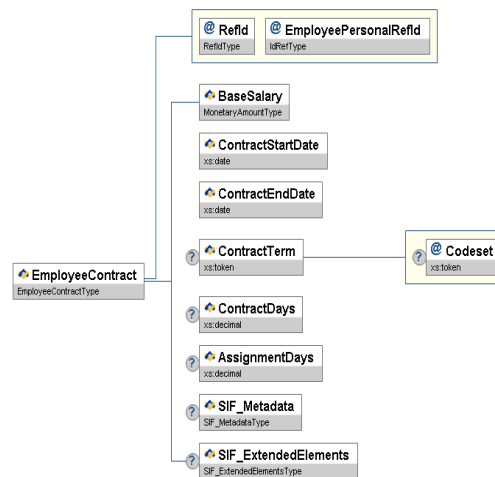 @ RefId
RefIdType
@ EmployeePersonalRefId
IdRefType
BaseSalary
MonetaryAmountType
ContractStartDate
xs:date
ContractEndDate
xs:date
? ContractTerm
xs:token
? @ Codeset
xs:token
EmployeeContract
EmployeeContractType
? ContractDays
xs:decimal
? AssignmentDays
xs:decimal
? SIF_Metadata
SIF_MetadataType
? SIF_ExtendedElements
SIF_ExtendedElementsType